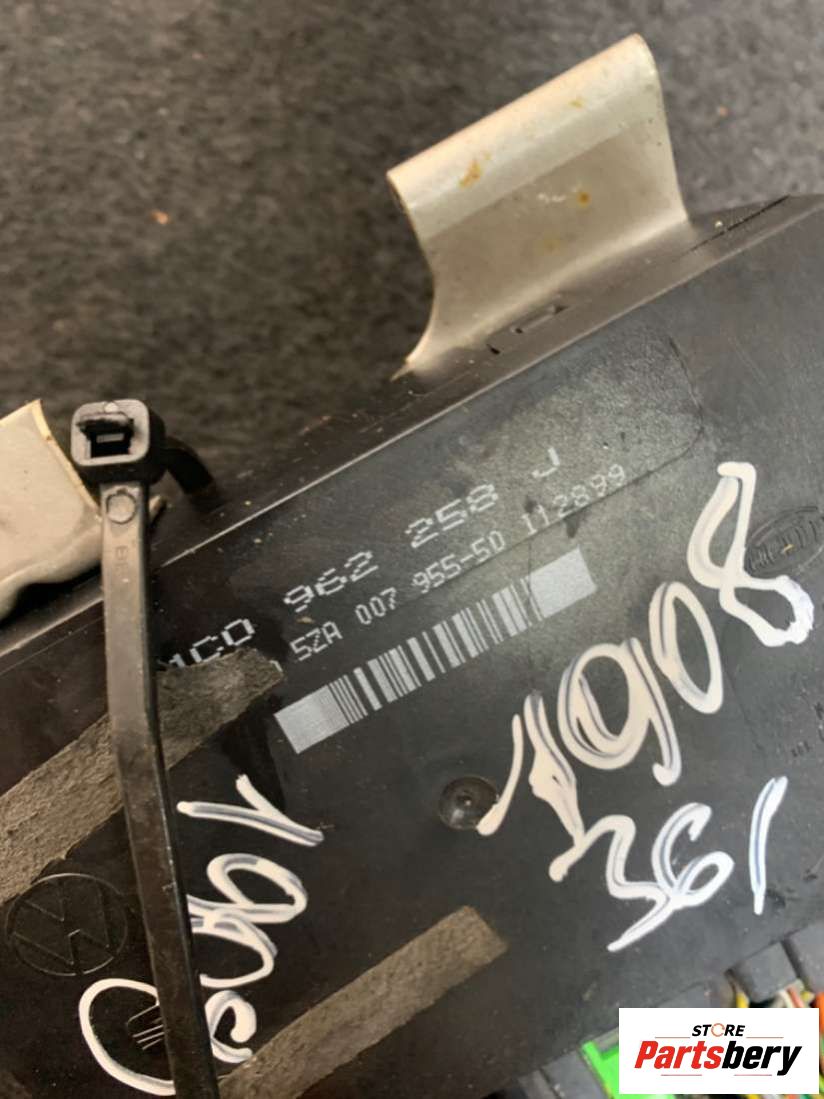 1C0 962 258 J
5ZA 007 955-50 112899
1908
361
1908
STORE
Partsbery